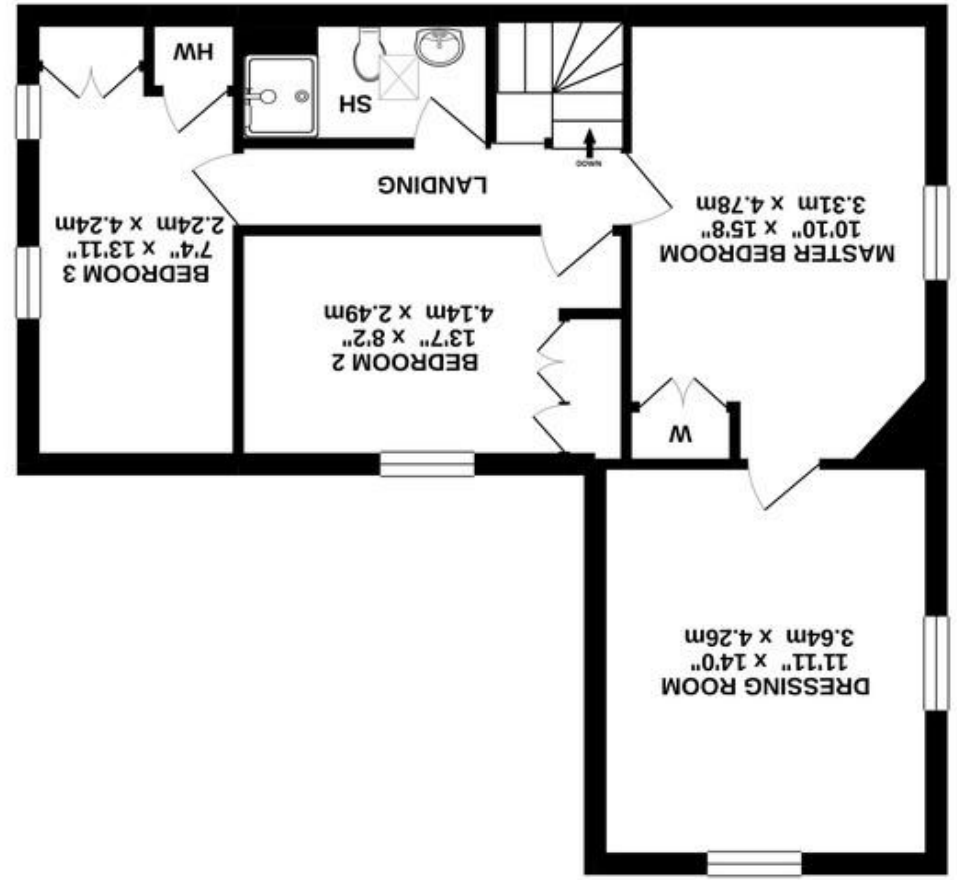 DRESSING ROOM
11'11" x 14'0"
3.64m x 4.26m
W
BEDROOM 2
13'7" x 8'2"
4.14m x 2.49m
MASTER BEDROOM
10'10" x 15'8"
3.31m x 4.78m
BEDROOM 3
7'4" x 13'11"
2.24m x 4.24m
LANDING
DOWN
SH
HW